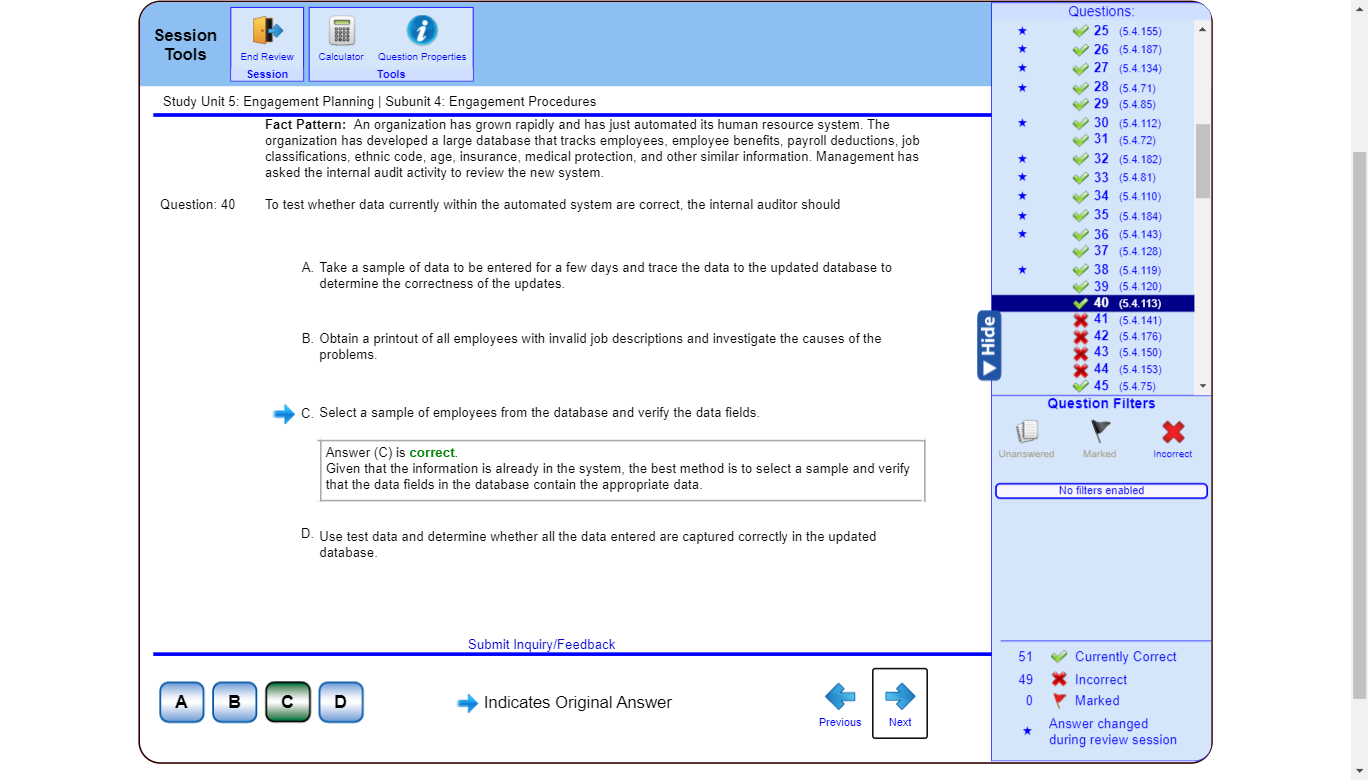 Session Tools
End Review
Session
Calculator
Question Properties
Tools
Study Unit 5: Engagement Planning | Subunit 4: Engagement Procedures
Fact Pattern: An organization has grown rapidly and has just automated its human resource system. The
organization has developed a large database that tracks employees, employee benefits, payroll deductions, job
classifications, ethnic code, age, insurance, medical protection, and other similar information. Management has
asked the internal audit activity to review the new system.
Question: 40 To test whether data currently within the automated system are correct, the internal auditor should
A. Take a sample of data to be entered for a few days and trace the data to the updated database to
determine the correctness of the updates.
B. Obtain a printout of all employees with invalid job descriptions and investigate the causes of the
problems.
C. Select a sample of employees from the database and verify the data fields.
Answer (C) is correct.
Given that the information is already in the system, the best method is to select a sample and verify
that the data fields in the database contain the appropriate data.
D. Use test data and determine whether all the data entered are captured correctly in the updated
database.
Submit Inquiry/Feedback
A B C D
Indicates Original Answer
Previous
Next
Questions:
25 (5.4.155)
26 (5.4.187)
27 (5.4.134)
28 (5.4.71)
29 (5.4.85)
30 (5.4.112)
31 (5.4.72)
32 (5.4.182)
33 (5.4.81)
34 (5.4.110)
35 (5.4.184)
36 (5.4.143)
37 (5.4.128)
38 (5.4.119)
39 (5.4.120)
40 (5.4.113)
41 (5.4.141)
42 (5.4.176)
43 (5.4.150)
44 (5.4.153)
45 (5.4.75)
Hide
Question Filters
Unanswered
Marked
Incorrect
No filters enabled
51 Currently Correct
49 Incorrect
0 Marked
Answer changed
during review session